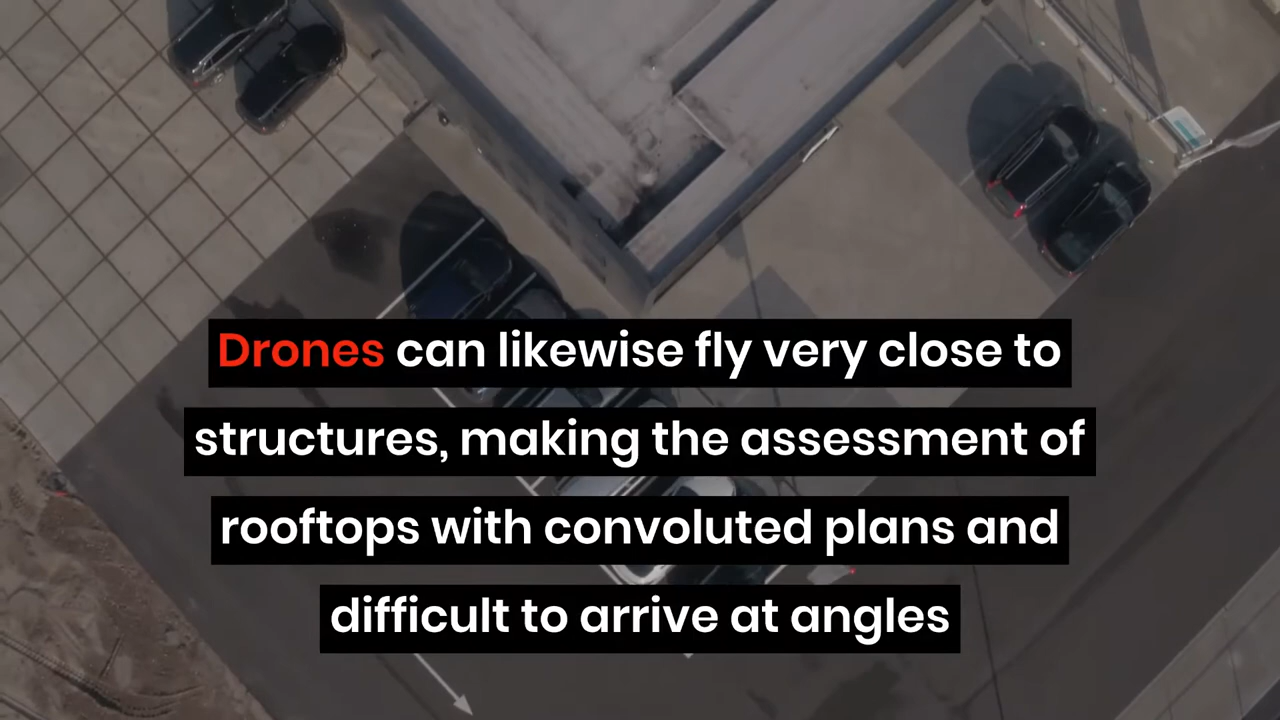 Drones can likewise fly very close to
structures, making the assessment of
rooftops with convoluted plans and
difficult to arrive at angles